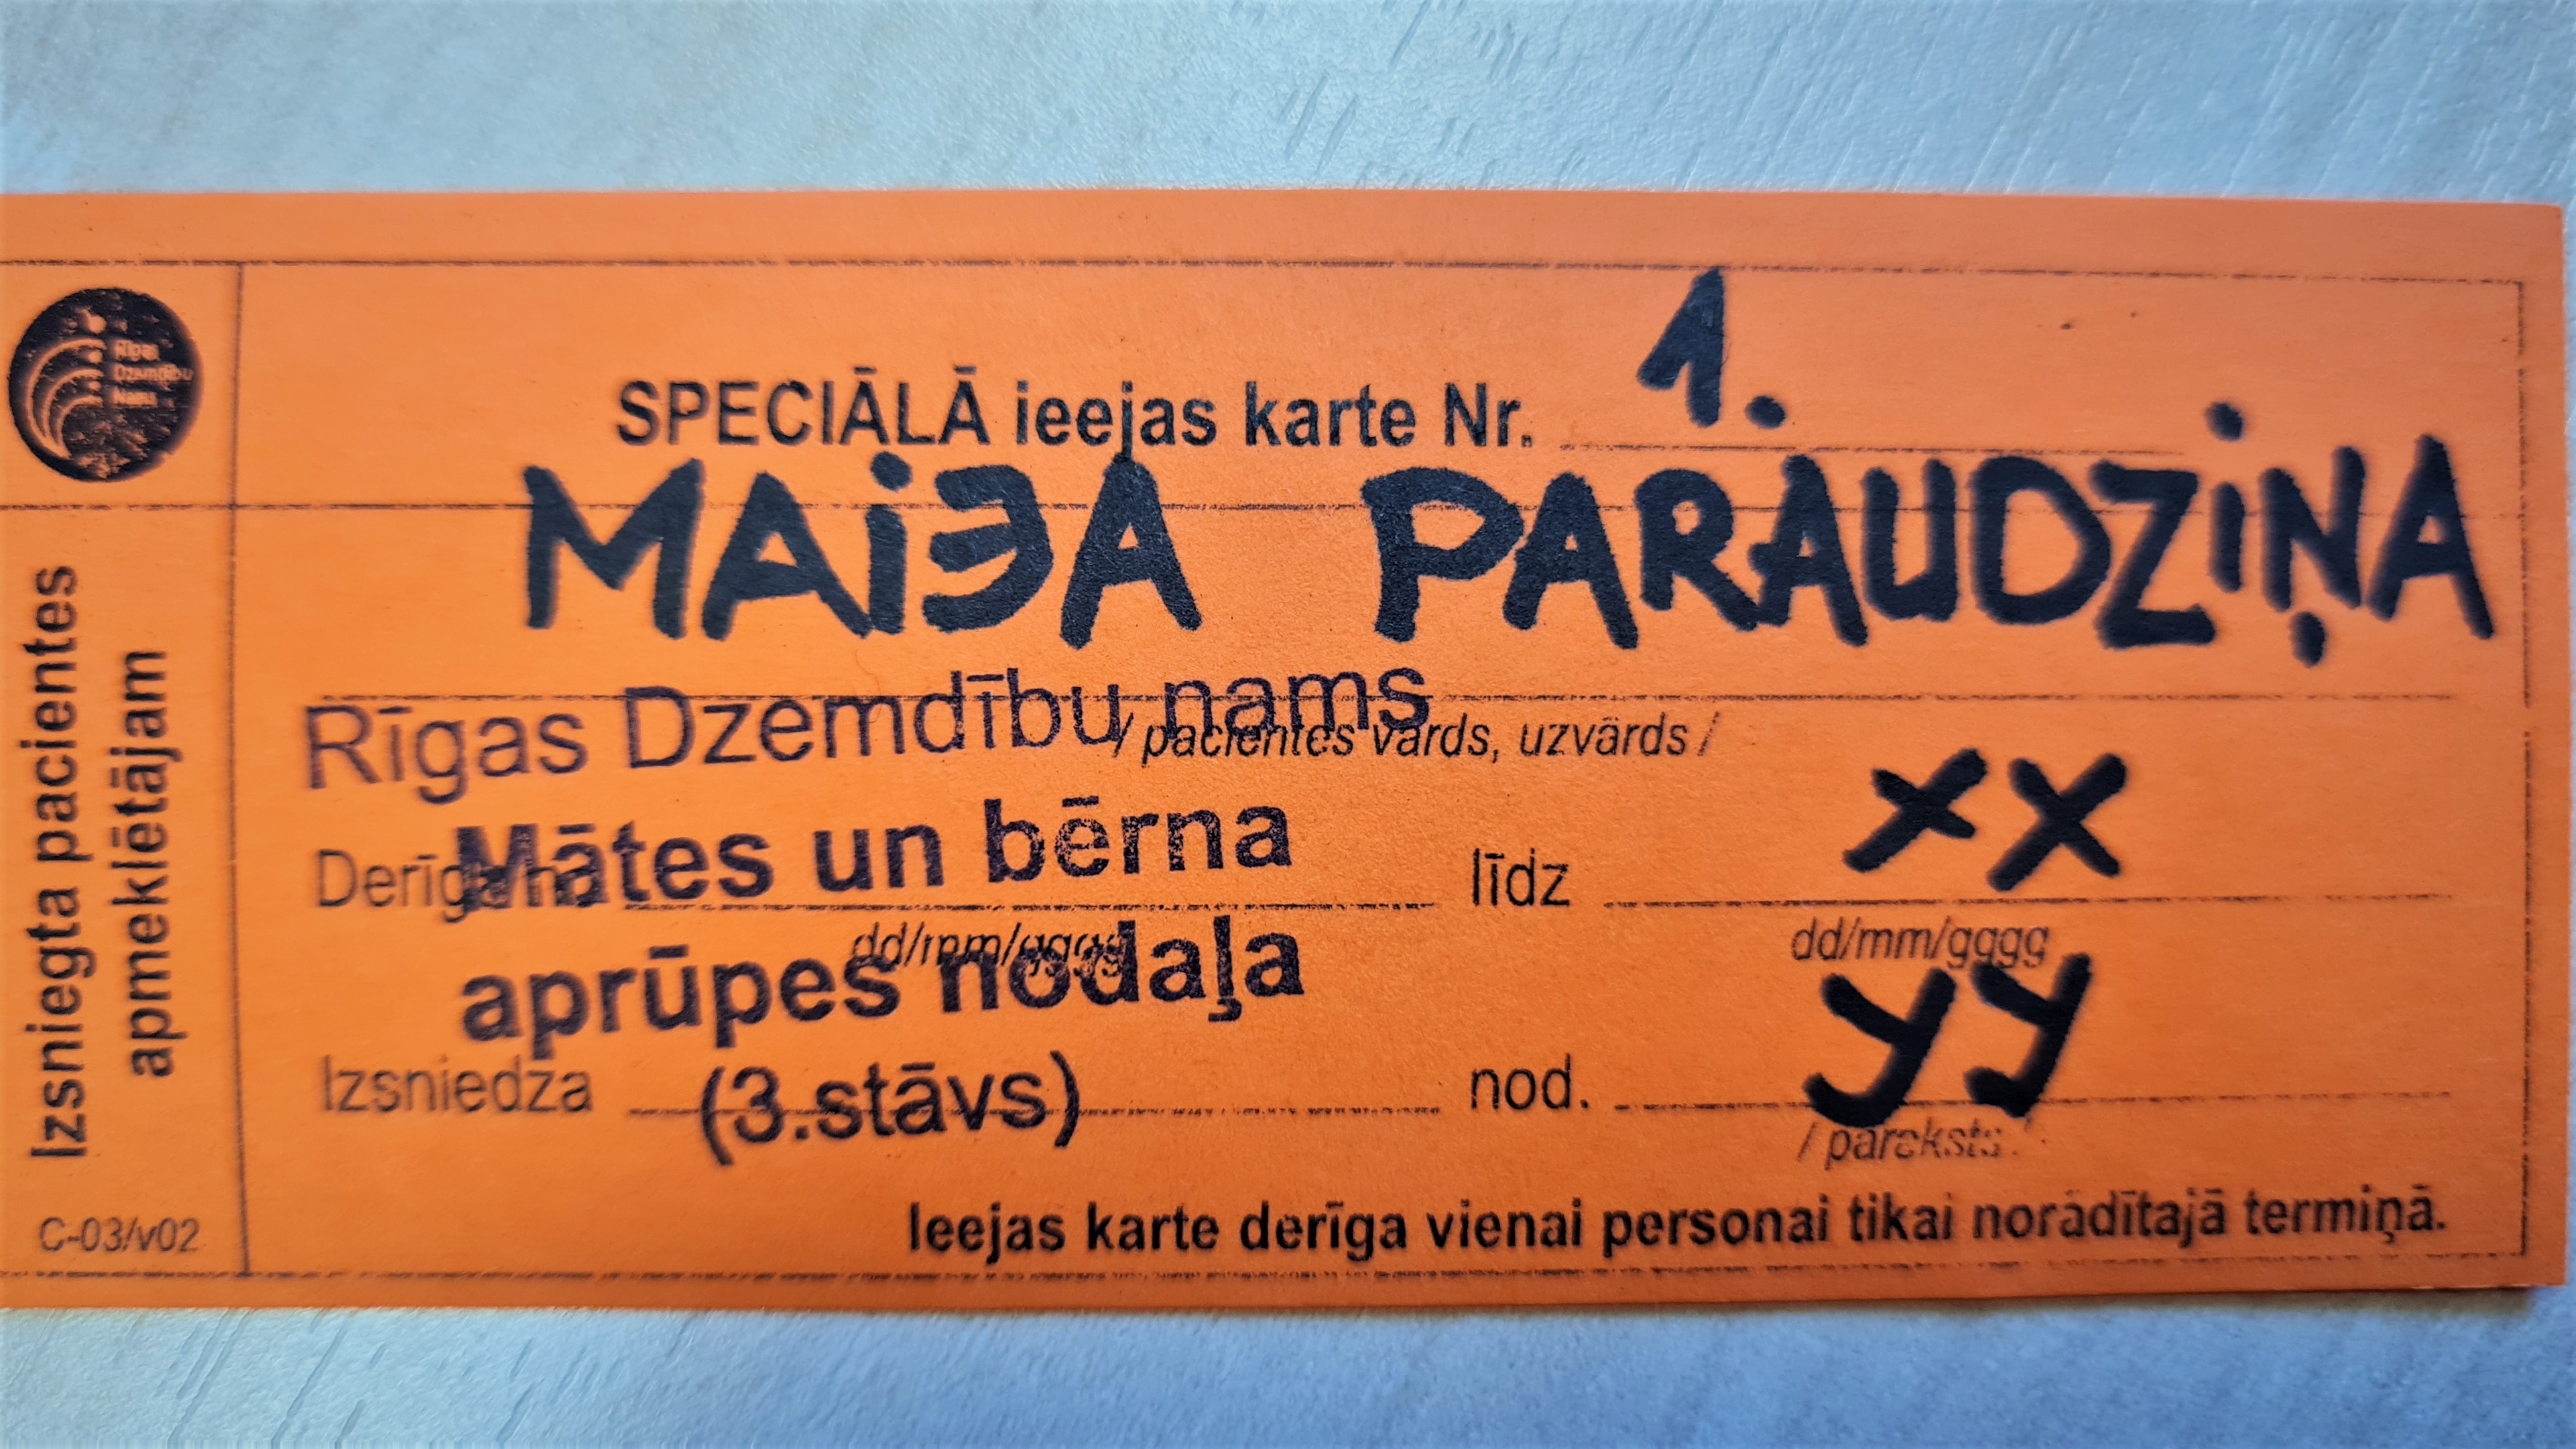 Rīgas
Dzemdību
Nams
Izsniegta pacientes
apmeklētājam
C-03/v02
SPECIĀLĀ ieejas karte Nr. 1.
MAiƎA PARAUDZiŅA
Rīgas Dzemdību nams
/ pacientes vārds, uzvārds /
Mātes un bērna
Derīga no līdz xx
dd/mm/gggg dd/mm/gggg
aprūpes nodaļa
Izsniedza (3.stāvs) nod. yy
/ paraksts /
Ieejas karte derīga vienai personai tikai norādītajā termiņā.